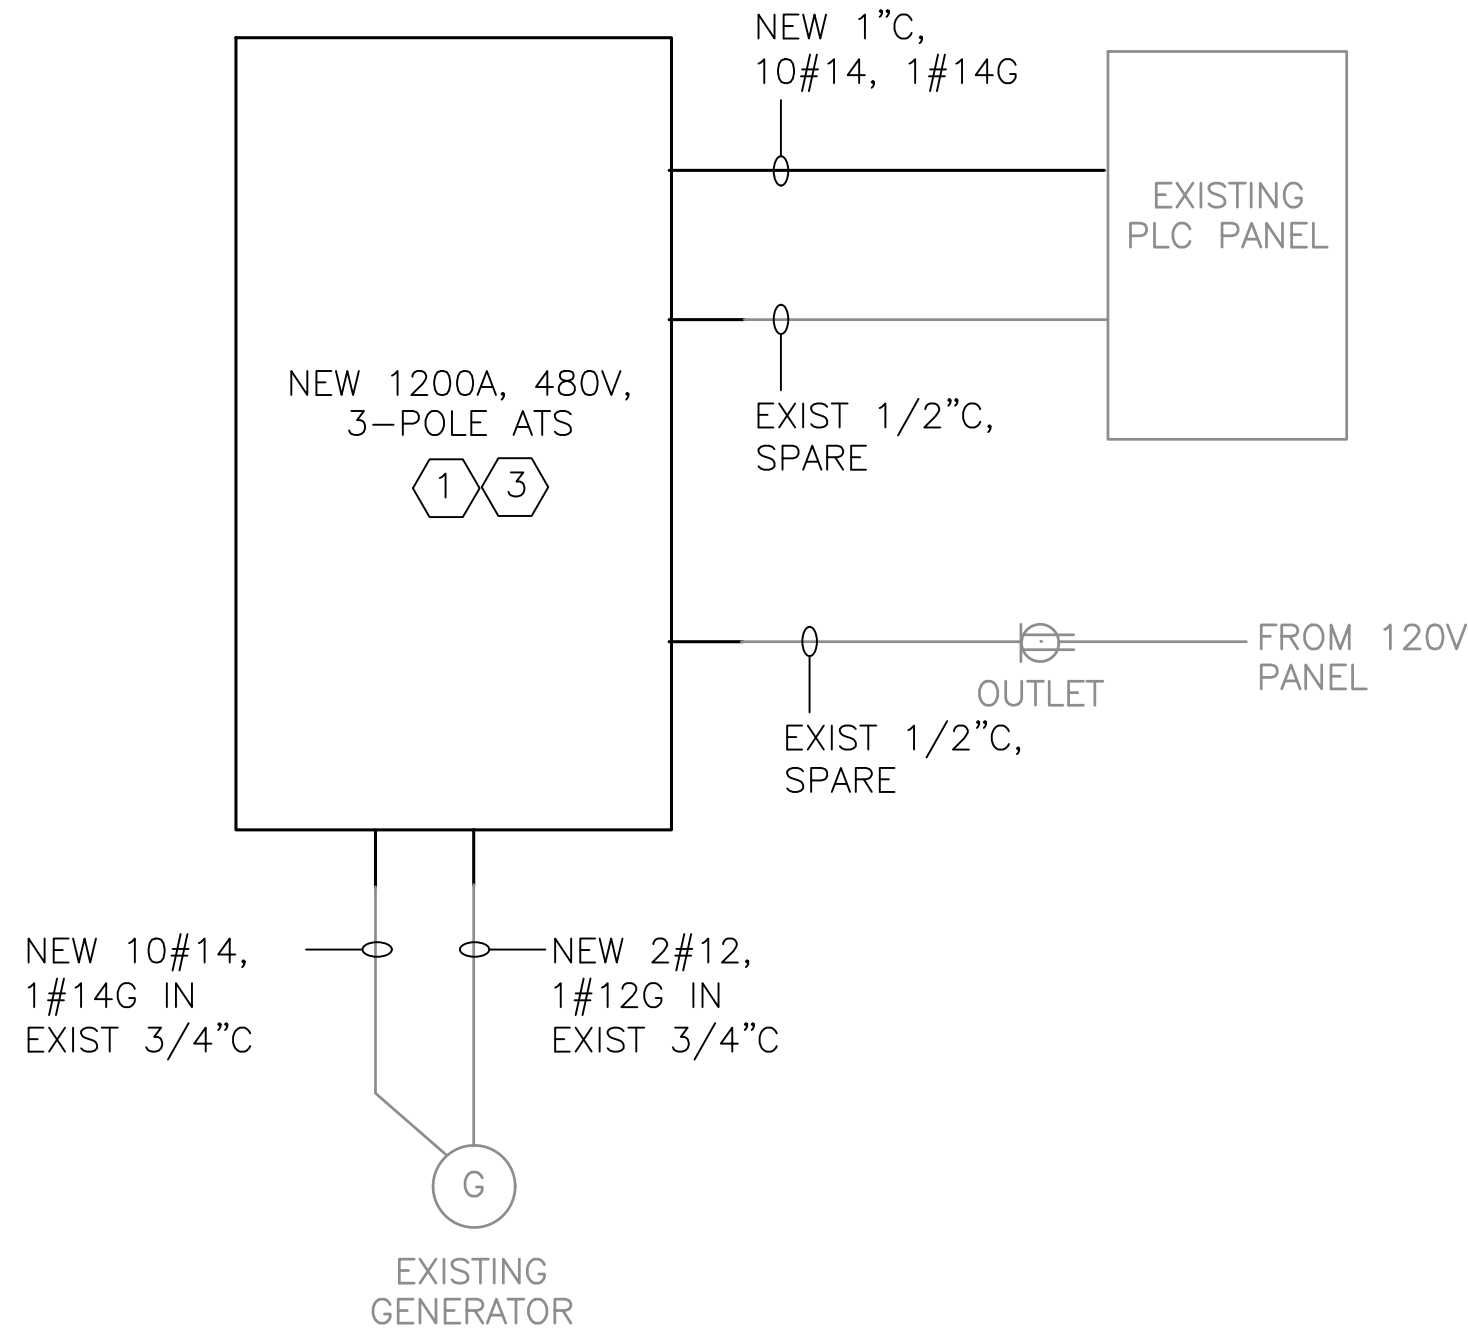 NEW 1"C,
10#14, 1#14G
EXISTING
PLC PANEL
NEW 1200A, 480V,
3-POLE ATS
1 3
EXIST 1/2"C,
SPARE
FROM 120V
PANEL
OUTLET
EXIST 1/2"C,
SPARE
NEW 10#14,
1#14G IN
EXIST 3/4"C
NEW 2#12,
1#12G IN
EXIST 3/4"C
G
EXISTING
GENERATOR